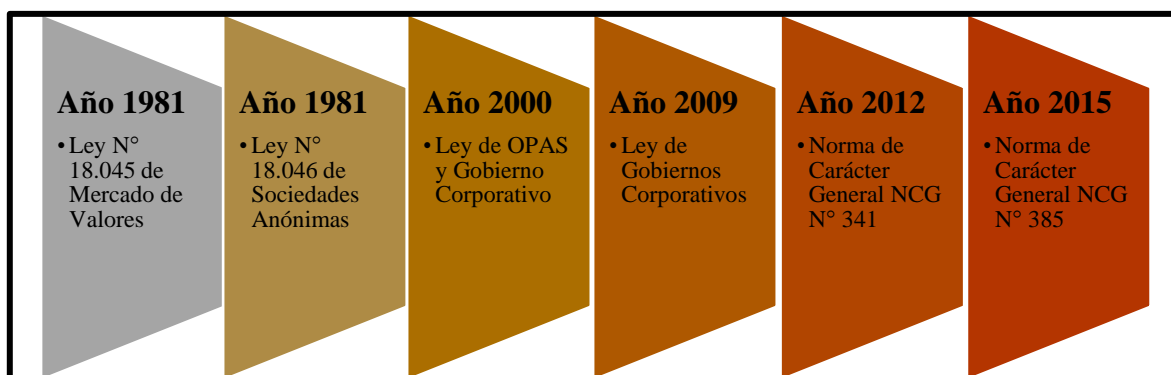 Año 1981
• Ley N°
18.045 de
Mercado de
Valores
Año 1981
• Ley N°
18.046 de
Sociedades
Anónimas
Año 2000
• Ley de OPAS
y Gobierno
Corporativo
Año 2009
• Ley de
Gobiernos
Corporativos
Año 2012
• Norma de
Carácter
General NCG
N° 341
Año 2015
• Norma de
Carácter
General NCG
N° 385